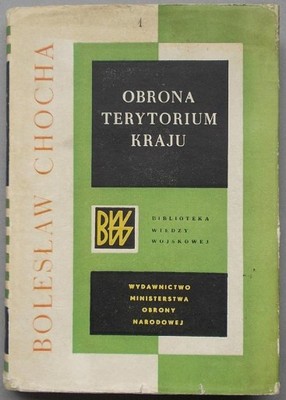 BOLESŁAW CHOCHA
OBRONA
TERYTORIUM
KRAJU
BWW
BIBLIOTEKA
WIEDZY
WOJSKOWEJ
WYDAWNICTWO
MINISTERSTWA
OBRONY
NARODOWEJ